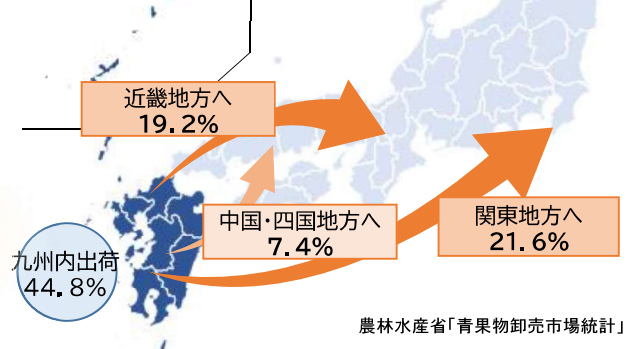 近畿地方へ
19.2%
中国・四国地方へ
7.4%
関東地方へ
21.6%
九州内出荷
44.8%
農林水産省「青果物卸売市場統計」